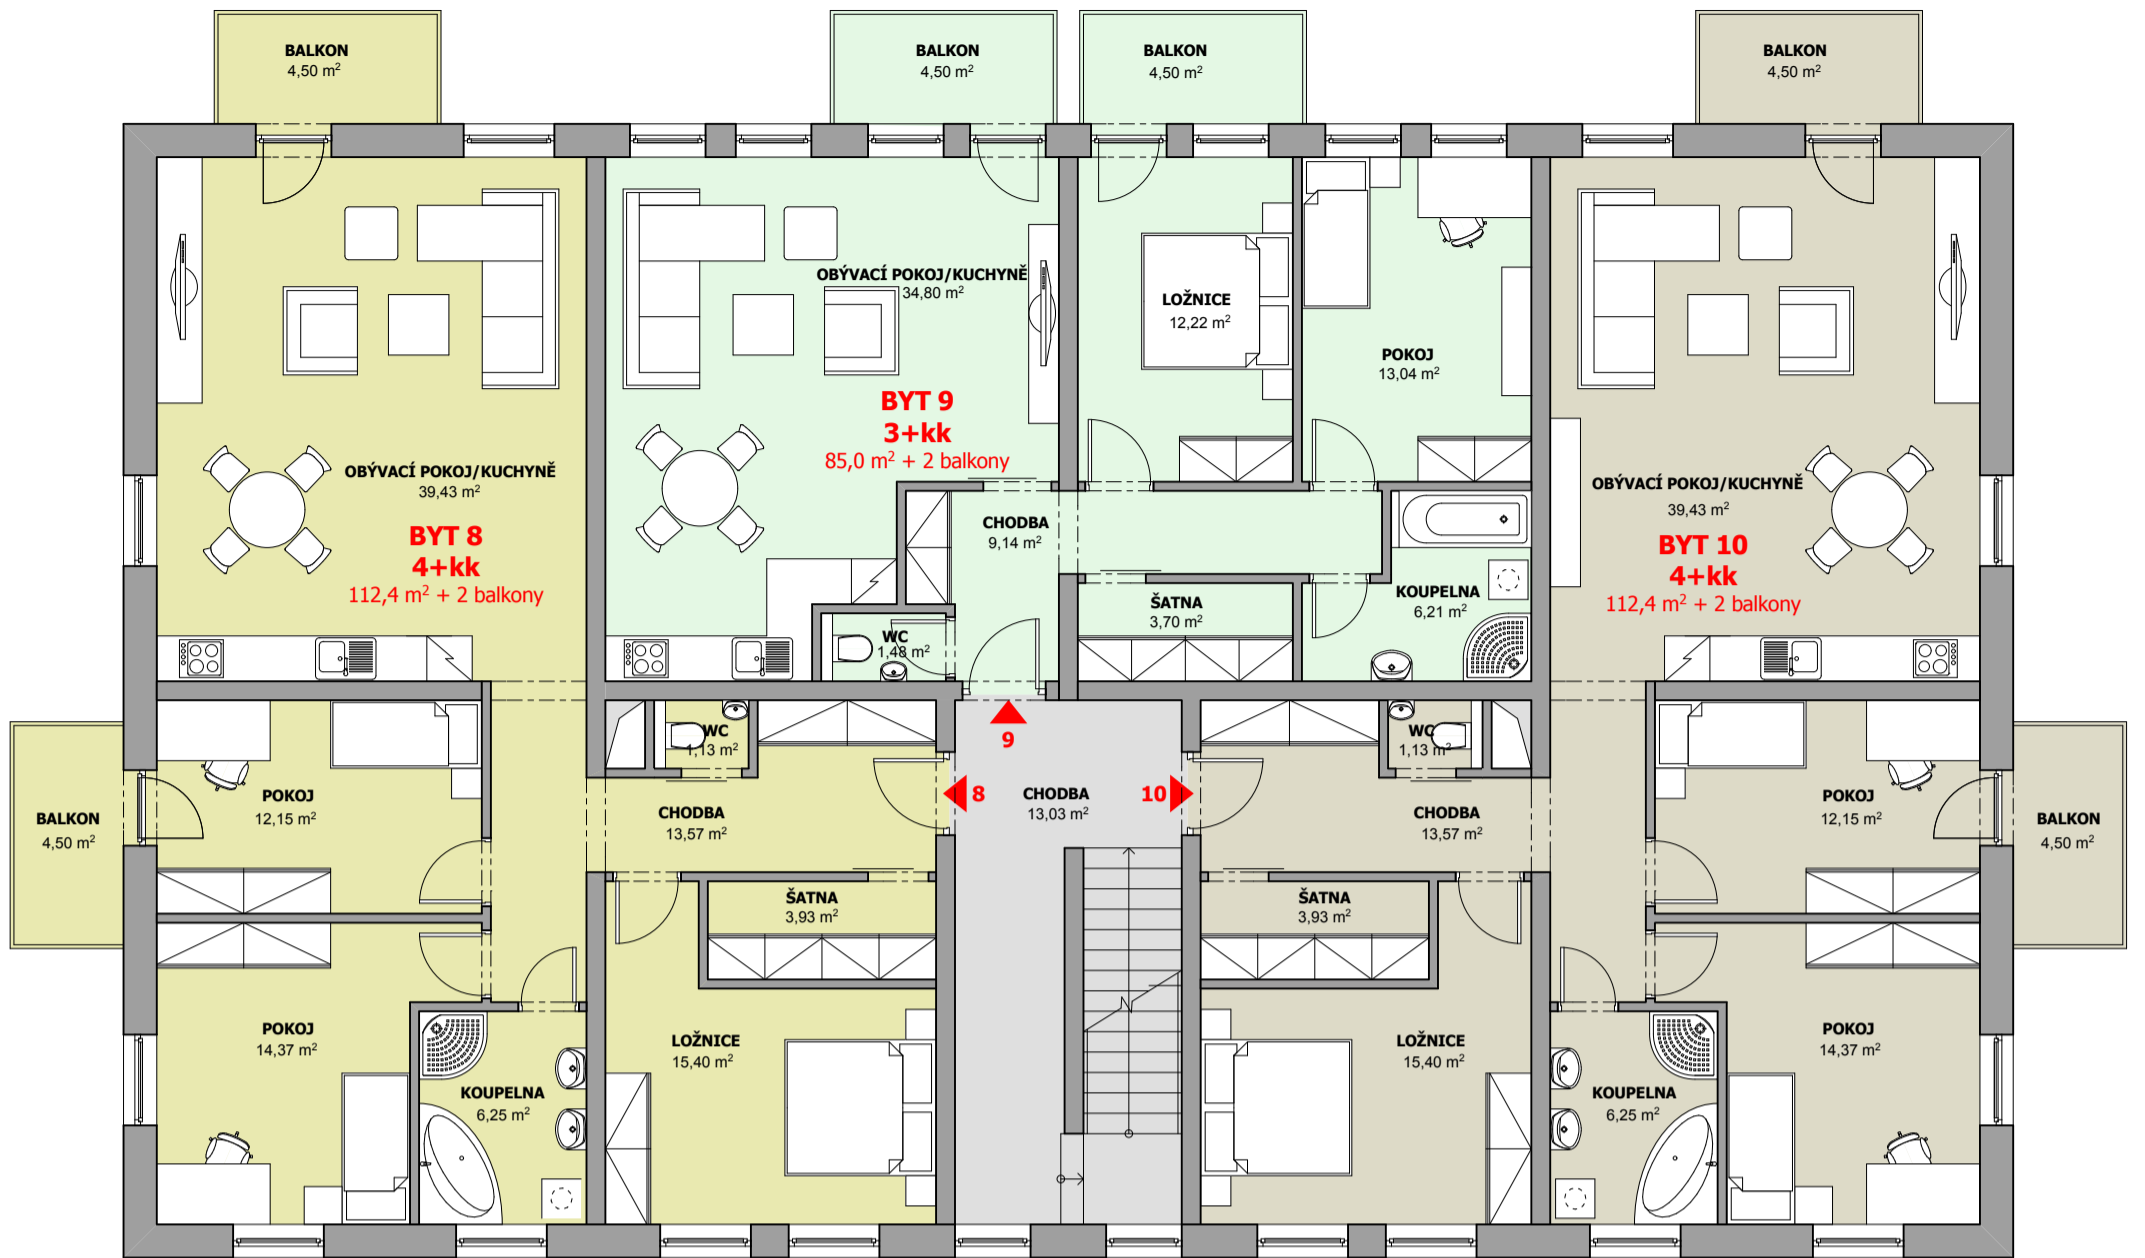 BALKON
4,50 m²
BALKON
4,50 m²
BALKON
4,50 m²
BALKON
4,50 m²
OBÝVACÍ POKOJ/KUCHYNĚ
39,43 m²
BYT 8
4+kk
112,4 m² + 2 balkony
OBÝVACÍ POKOJ/KUCHYNĚ
34,80 m²
BYT 9
3+kk
85,0 m² + 2 balkony
LOŽNICE
12,22 m²
POKOJ
13,04 m²
CHODBA
9,14 m²
ŠATNA
3,70 m²
KOUPELNA
6,21 m²
WC
1,48 m²
OBÝVACÍ POKOJ/KUCHYNĚ
39,43 m²
BYT 10
4+kk
112,4 m² + 2 balkony
BALKON
4,50 m²
POKOJ
12,15 m²
WC
1,13 m²
CHODBA
13,57 m²
8
9
10
CHODBA
13,03 m²
WC
1,13 m²
CHODBA
13,57 m²
POKOJ
12,15 m²
BALKON
4,50 m²
ŠATNA
3,93 m²
ŠATNA
3,93 m²
POKOJ
14,37 m²
KOUPELNA
6,25 m²
LOŽNICE
15,40 m²
LOŽNICE
15,40 m²
KOUPELNA
6,25 m²
POKOJ
14,37 m²